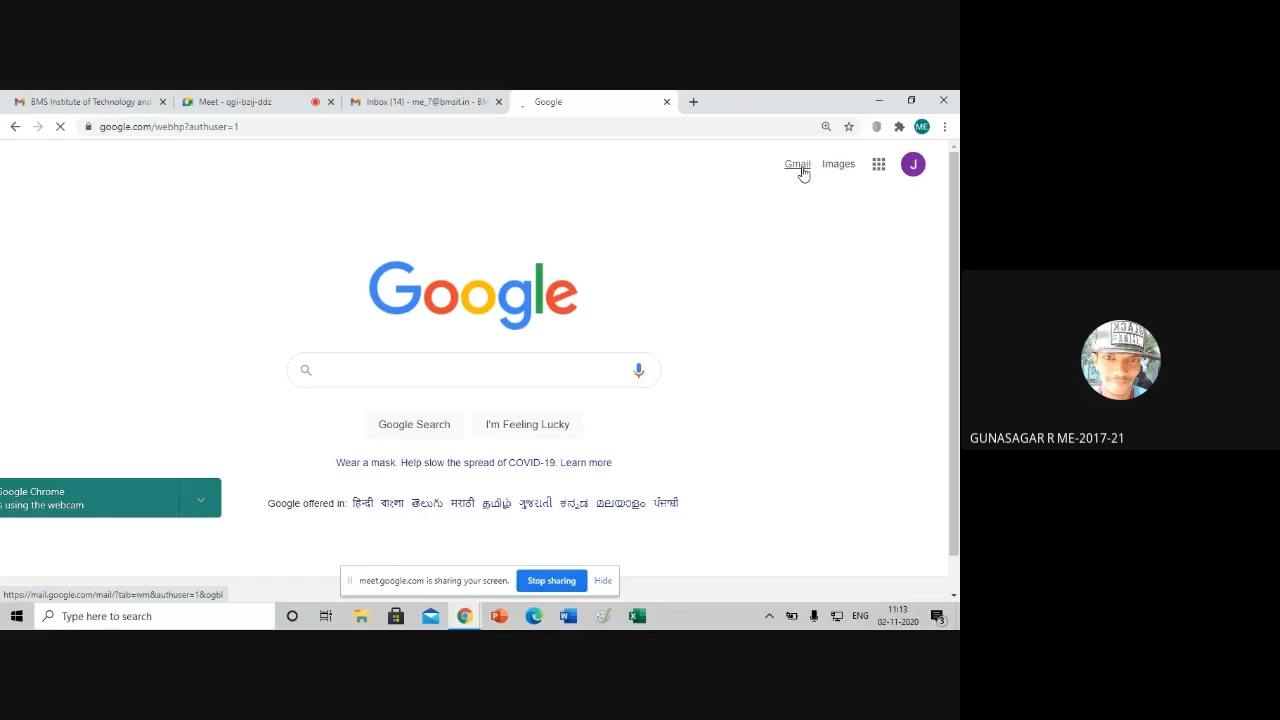 BMS Institute of Technology and
Meet - qgi-bzij-ddz
Inbox (14) - me_7@bmsit.in - BM
Google
google.com/webhp?authuser=1
ME
Gmail
Images
J
Google
Google Search
I'm Feeling Lucky
Wear a mask. Help slow the spread of COVID-19. Learn more
Google Chrome
s using the webcam
Google offered in: हिन्दी বাংলা తెలుగు मराठी தமிழ் ગુજરાતી ಕನ್ನಡ മലയാളം ਪੰਜਾਬੀ
BLACK
WHITE
GUNASAGAR R ME-2017-21
meet.google.com is sharing your screen.
Stop sharing
Hide
https://mail.google.com/mail/?tab=wm&authuser=1&ogbl
Type here to search
ENG
11:13
02-11-2020
3